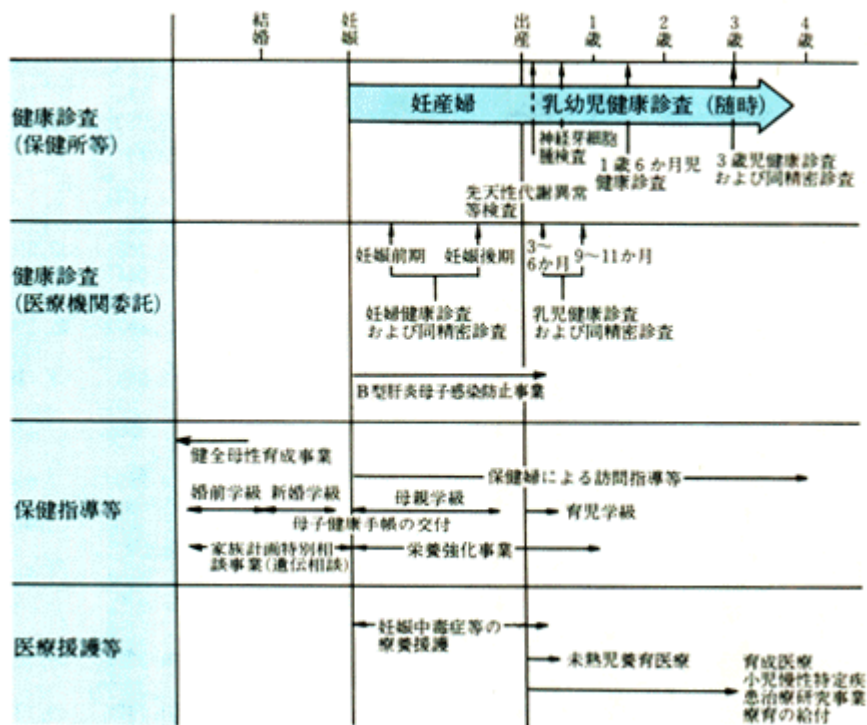 結婚
妊娠
出産
1歳
2歳
3歳
4歳
健康診査
(保健所等)
妊産婦
乳幼児健康診査 (随時)
神経芽細胞
腫検査
1歳6か月児
健康診査
3歳児健康診査
および同精密診査
先天性代謝異常
等検査
健康診査
(医療機関委託)
妊娠前期
妊娠後期
3〜
6か月
9〜11か月
妊婦健康診査
および同精密診査
乳児健康診査
および同精密診査
B型肝炎母子感染防止事業
保健指導等
健全母性育成事業
保健婦による訪問指導等
婚前学級
新婚学級
母親学級
育児学級
母子健康手帳の交付
家族計画特別相
談事業(遺伝相談)
栄養強化事業
医療援護等
妊娠中毒症等の
療養援護
未熟児養育医療
育成医療
小児慢性特定疾
患治療研究事業
療育の給付